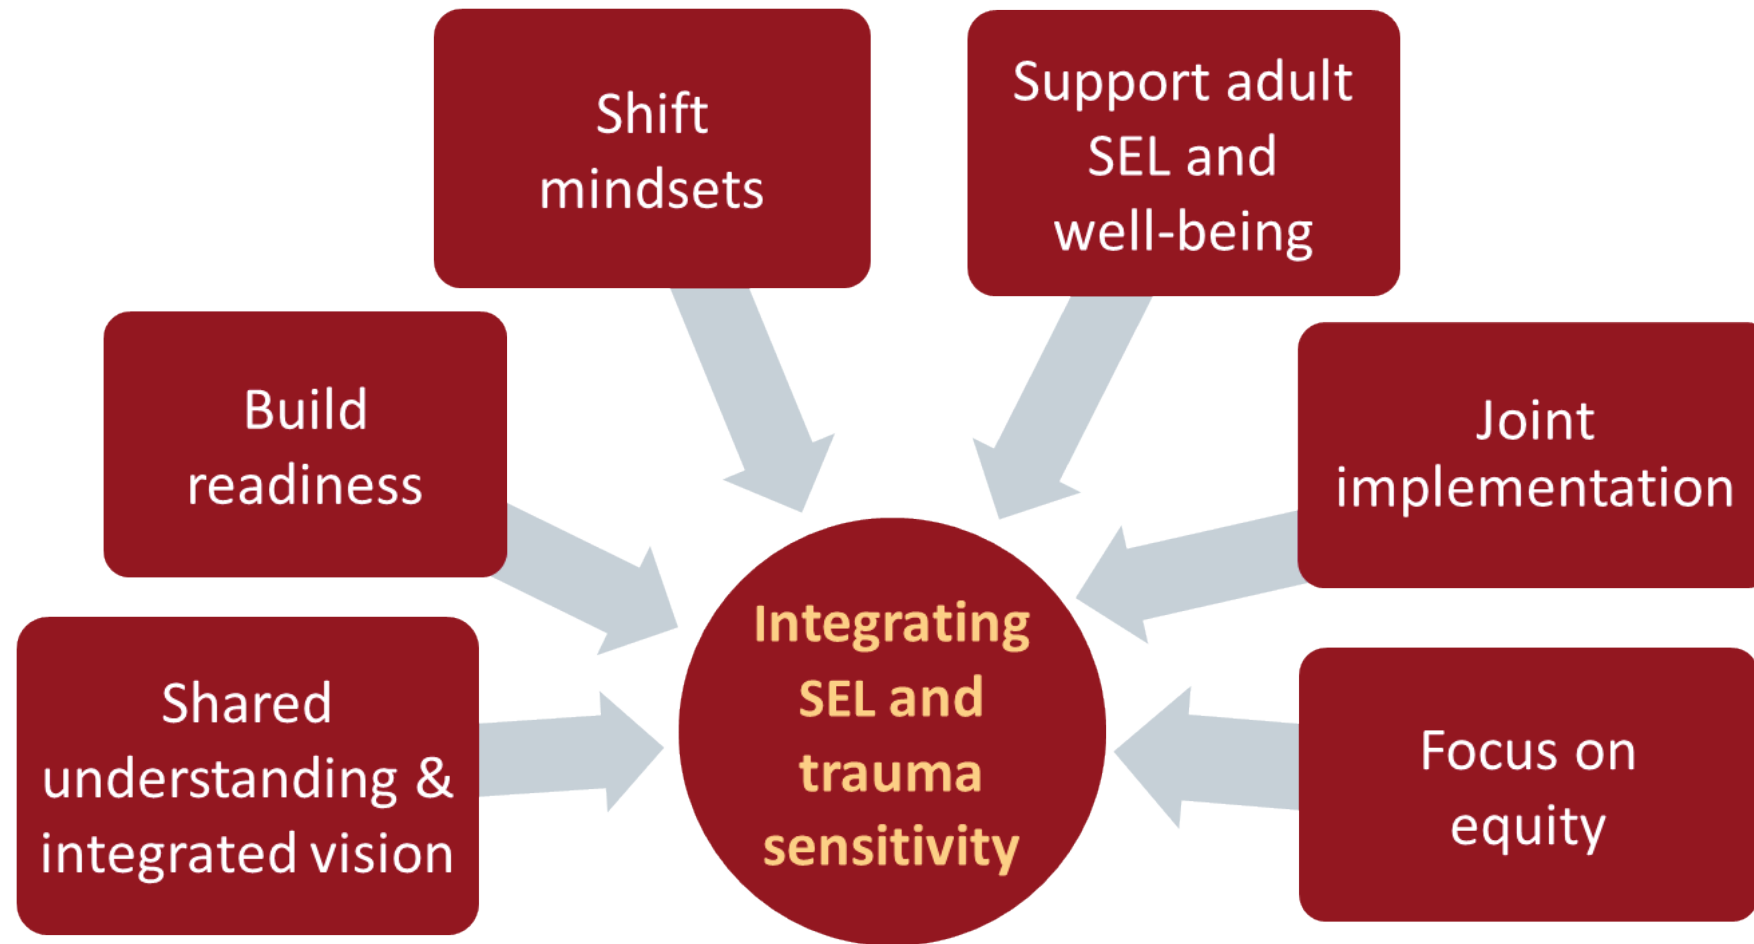 Shift
mindsets
Support adult
SEL and
well-being
Build
readiness
Joint
implementation
Shared
understanding &
integrated vision
Integrating
SEL and
trauma
sensitivity
Focus on
equity